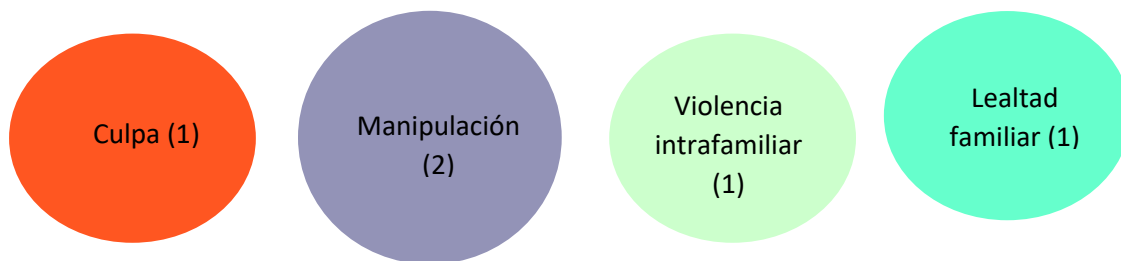 Culpa (1)
Manipulación
(2)
Violencia
intrafamiliar
(1)
Lealtad
familiar (1)